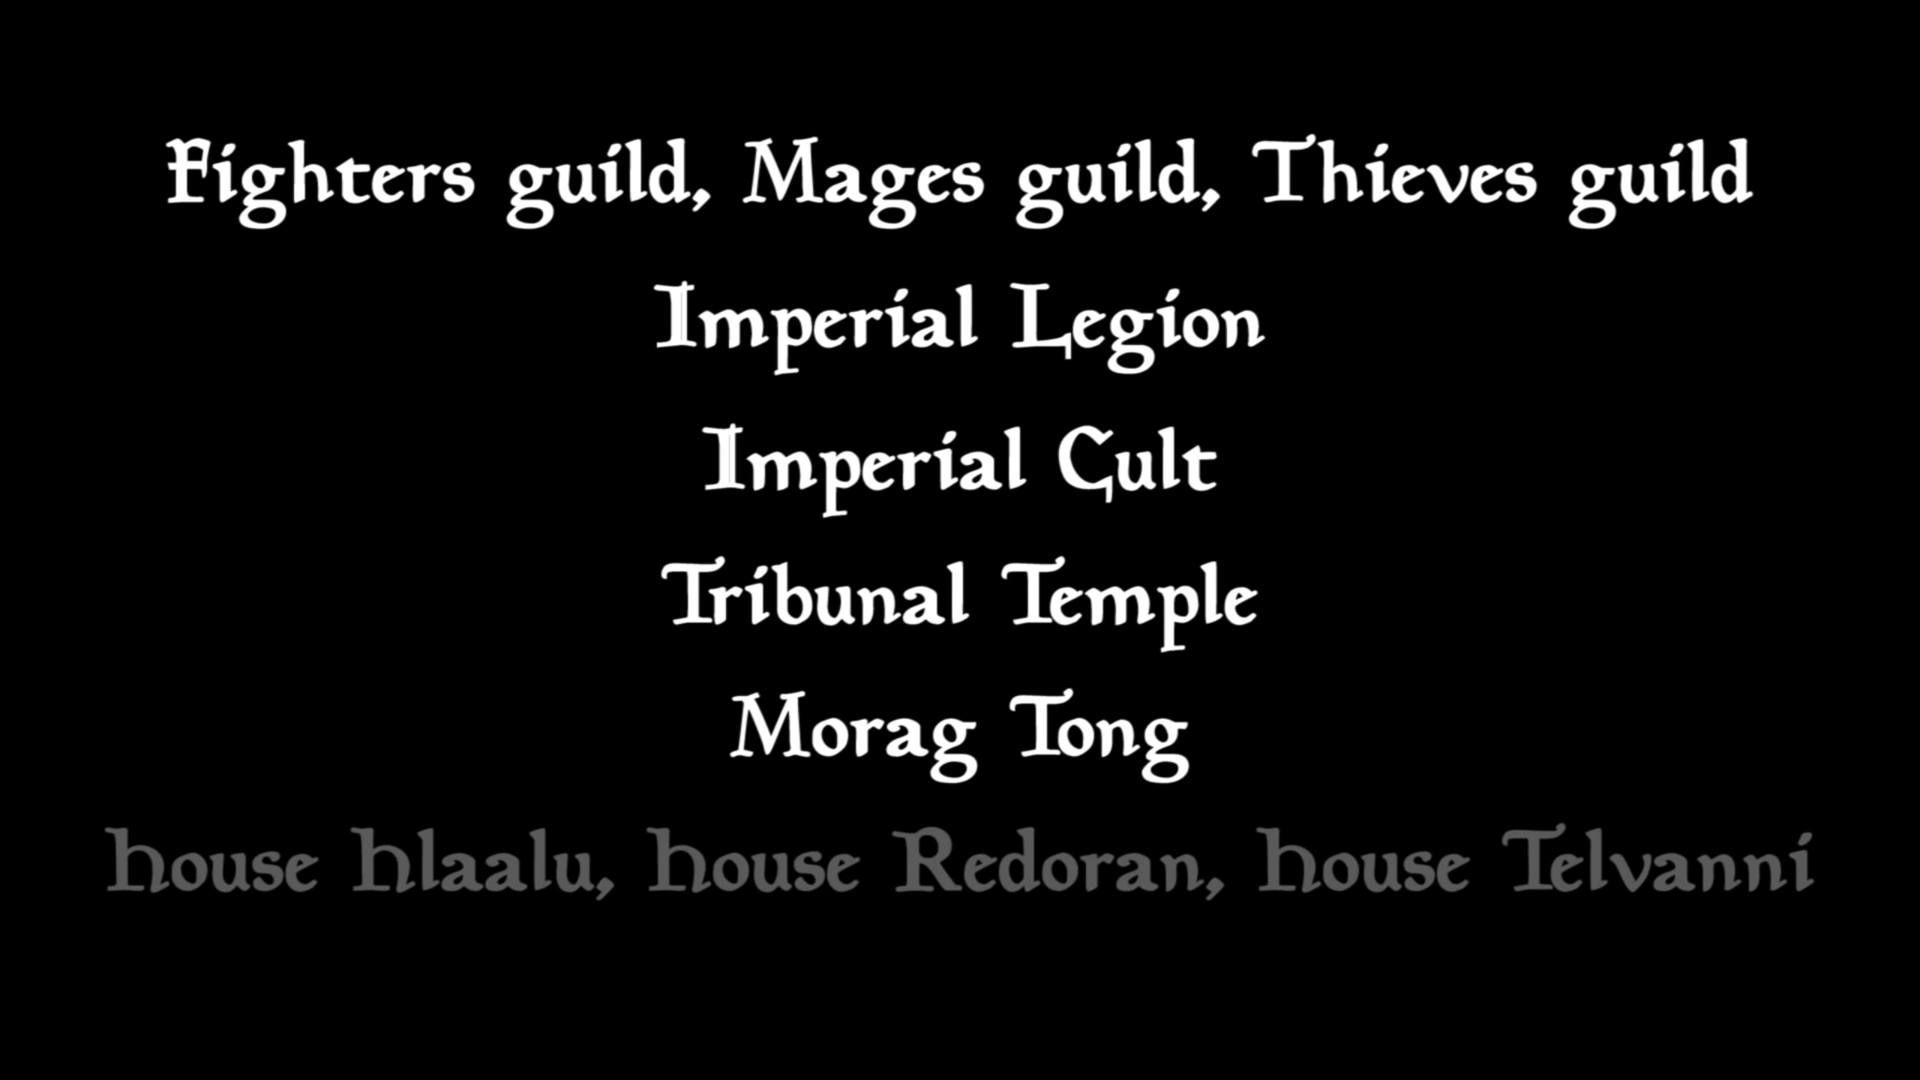 Fighters guild, Mages guild, Thieves guild
Imperial Legion
Imperial Cult
Tribunal Temple
Morag Tong
House Hlaalu, House Redoran, House Telvanni